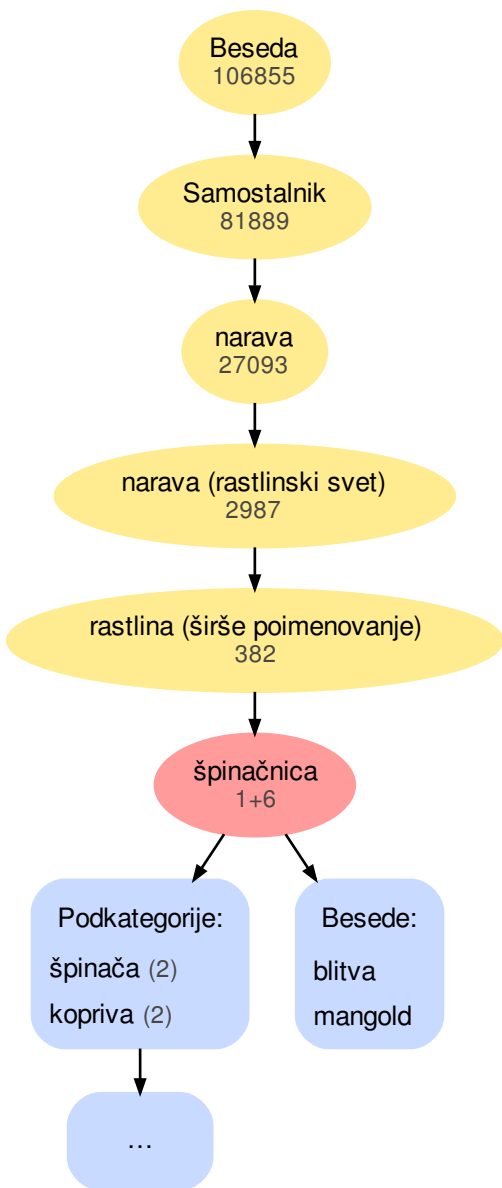 Beseda
106855
Samostalnik
81889
narava
27093
narava (rastlinski svet)
2987
rastlina (širše poimenovanje)
382
špinačnica
1+6
Podkategorije:
špinača (2)
kopriva (2)
Besede:
blitva
mangold
...